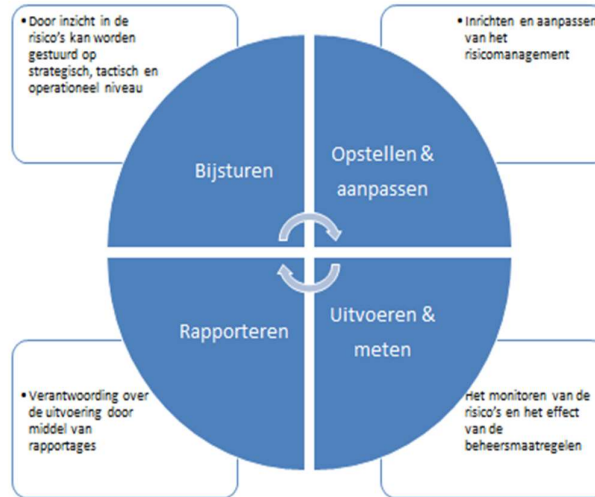 • Door inzicht in de
risico's kan worden
gestuurd op
strategisch, tactisch en
operationeel niveau
• Inrichten en aanpassen
van het
risicomanagement
Bijsturen
Opstellen &
aanpassen
Rapporteren
Uitvoeren &
meten
• Verantwoording over
de uitvoering door
middel van
rapportages
Het monitoren van de
risico's en het effect
van de
beheersmaatregelen